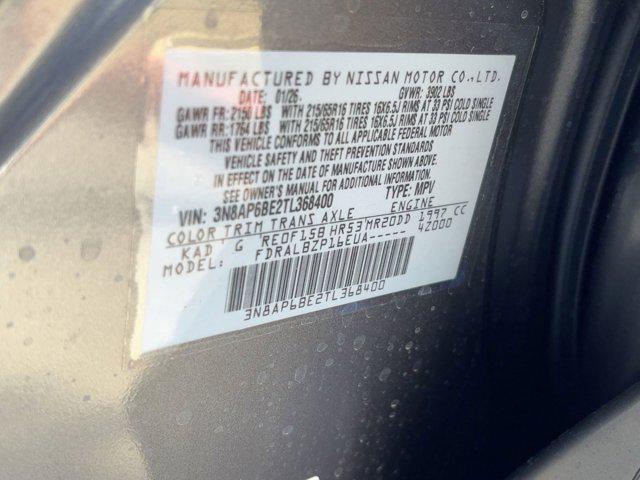 MANUFACTURED BY NISSAN MOTOR CO., LTD.
DATE: 01/26. GVWR: 3902 LBS
GAWR FR: 2150 LBS WITH 215/65R16 TIRES 16X6.5J RIMS AT 33 PSI COLD SINGLE
GAWR RR: 1764 LBS WITH 215/65R16 TIRES 16X6.5J RIMS AT 33 PSI COLD SINGLE
THIS VEHICLE CONFORMS TO ALL APPLICABLE FEDERAL MOTOR
VEHICLE SAFETY AND THEFT PREVENTION STANDARDS
IN EFFECT ON THE DATE OF MANUFACTURE SHOWN ABOVE.
SEE OWNER'S MANUAL FOR ADDITIONAL INFORMATION
VIN: 3N8AP6BE2TL368400 TYPE: MPV
COLOR TRIM TRANS AXLE ENGINE
KAD G RE0F15B HR53 MR20DD 1997 CC
MODEL: FDRALBZP16EUA----- 4Z000
3N8AP6BE2TL368400